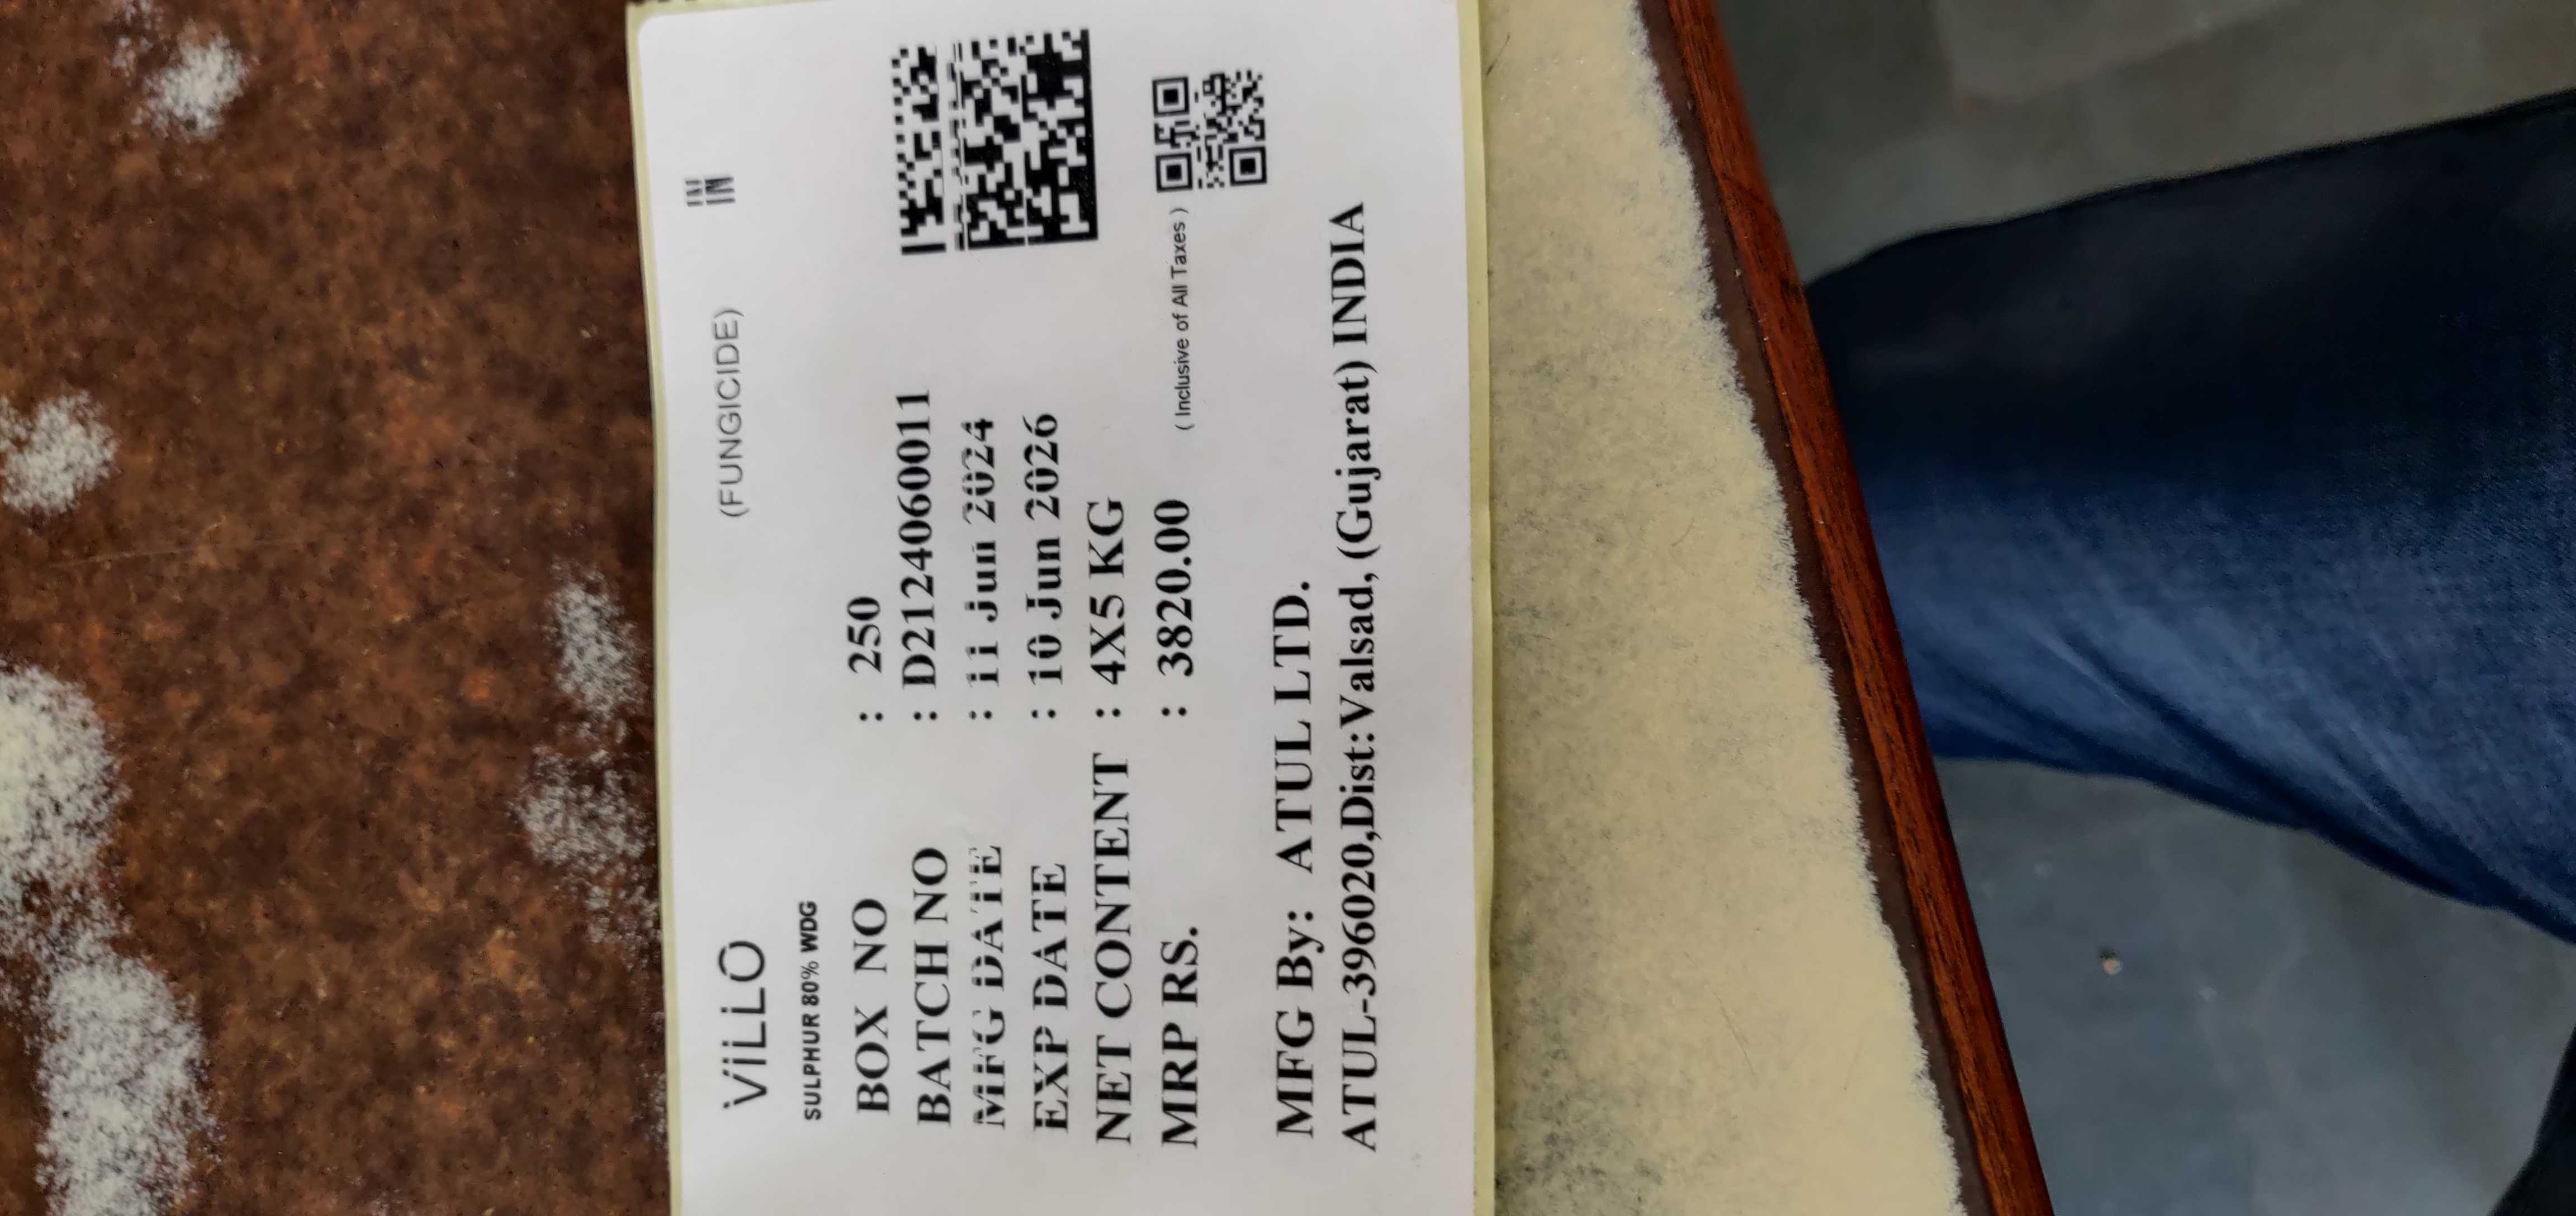 ViLLO (FUNGICIDE)
SULPHUR 80% WDG
BOX NO : 250
BATCH NO : D2124060011
MFG DATE : 11 Jun 2024
EXP DATE : 10 Jun 2026
NET CONTENT : 4X5 KG
MRP RS. : 3820.00 ( Inclusive of All Taxes )
MFG By: ATUL LTD.
ATUL-396020,Dist:Valsad, (Gujarat) INDIA